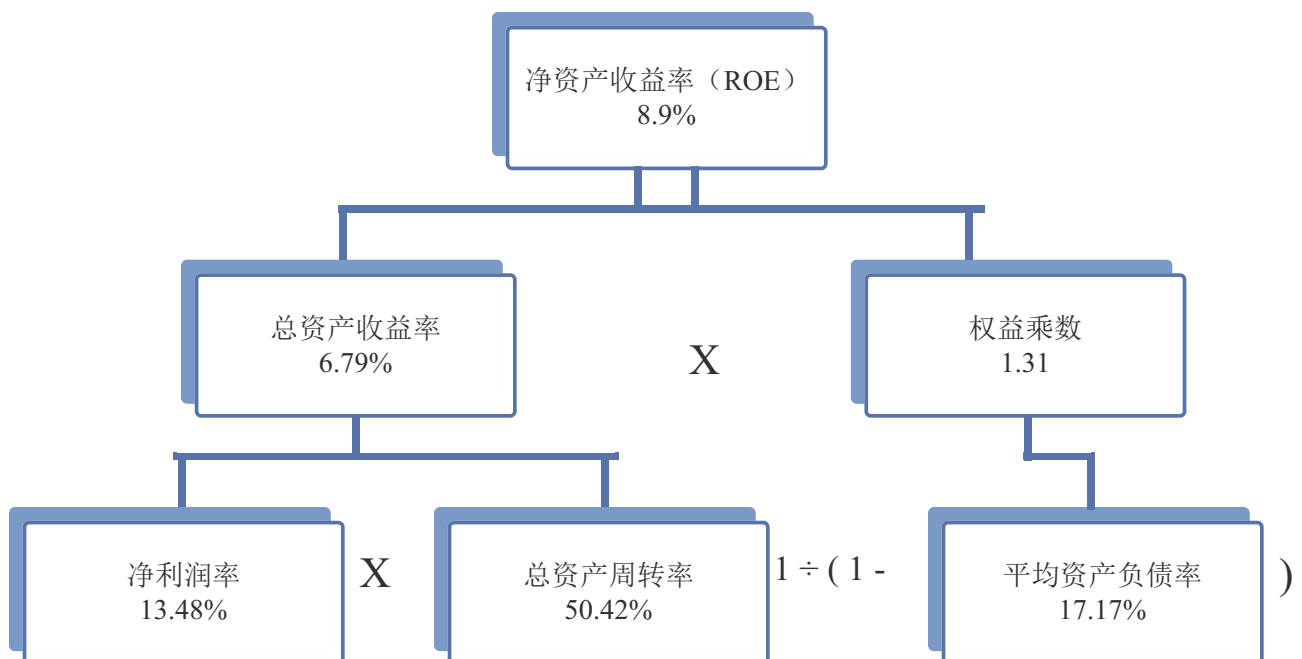 净资产收益率（ROE）
8.9%
总资产收益率
6.79%
X
权益乘数
1.31
净利润率
13.48%
X
总资产周转率
50.42%
1 ÷ ( 1 -
平均资产负债率
17.17%
)